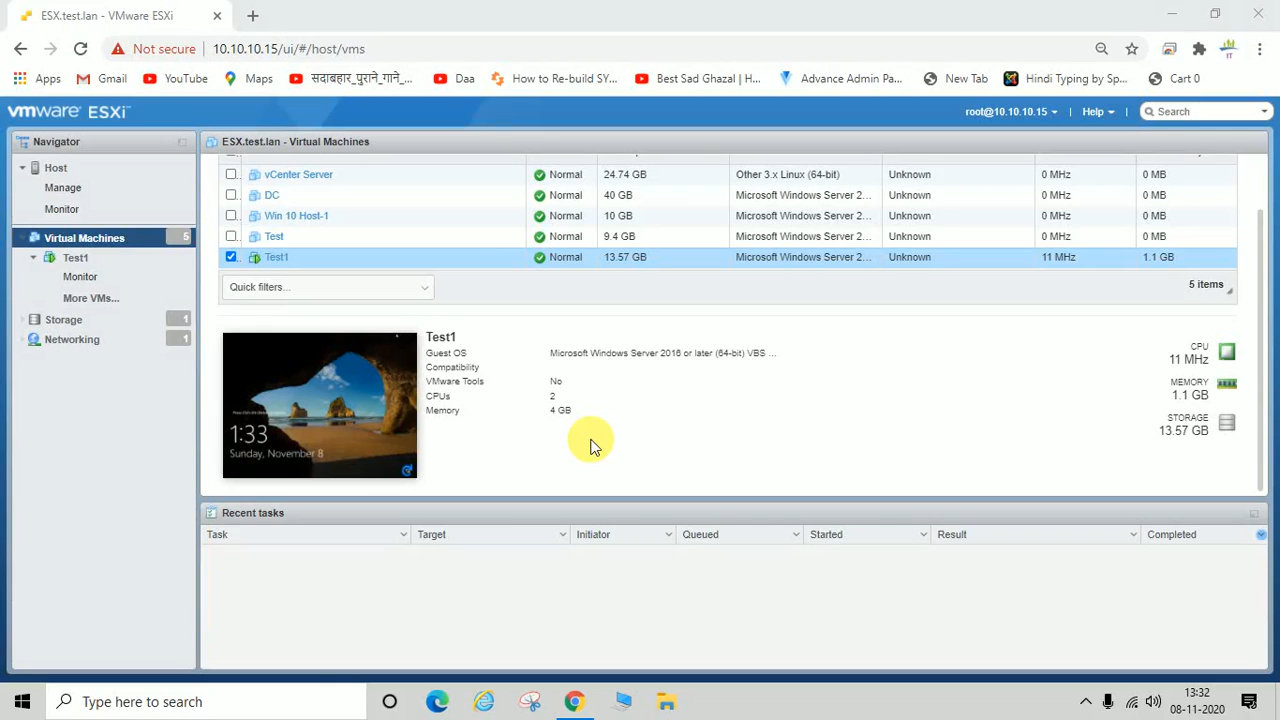 ESX.test.lan - VMware ESXi
Not secure 10.10.10.15/ui/#/host/vms
Apps Gmail YouTube Maps सदाबहार_पुराने_गाने_... Daa How to Re-build SY... Best Sad Ghazal | H... Advance Admin Pa... New Tab Hindi Typing by Sp... Cart 0
vmware ESXi root@10.10.10.15 Help Search
Navigator ESX.test.lan - Virtual Machines
Host
Manage
Monitor
Virtual Machines 5
Test1
Monitor
More VMs...
Storage 1
Networking 1
vCenter Server Normal 24.74 GB Other 3.x Linux (64-bit) Unknown 0 MHz 0 MB
DC Normal 40 GB Microsoft Windows Server 2... Unknown 0 MHz 0 MB
Win 10 Host-1 Normal 10 GB Microsoft Windows Server 2... Unknown 0 MHz 0 MB
Test Normal 9.4 GB Microsoft Windows Server 2... Unknown 0 MHz 0 MB
Test1 Normal 13.57 GB Microsoft Windows Server 2... Unknown 11 MHz 1.1 GB
Quick filters... 5 items
Test1
Guest OS Microsoft Windows Server 2016 or later (64-bit) VBS ...
Compatibility
VMware Tools No
CPUs 2
Memory 4 GB
1:33
Sunday, November 8
CPU
11 MHz
MEMORY
1.1 GB
STORAGE
13.57 GB
Recent tasks
Task Target Initiator Queued Started Result Completed
Type here to search
13:32
08-11-2020